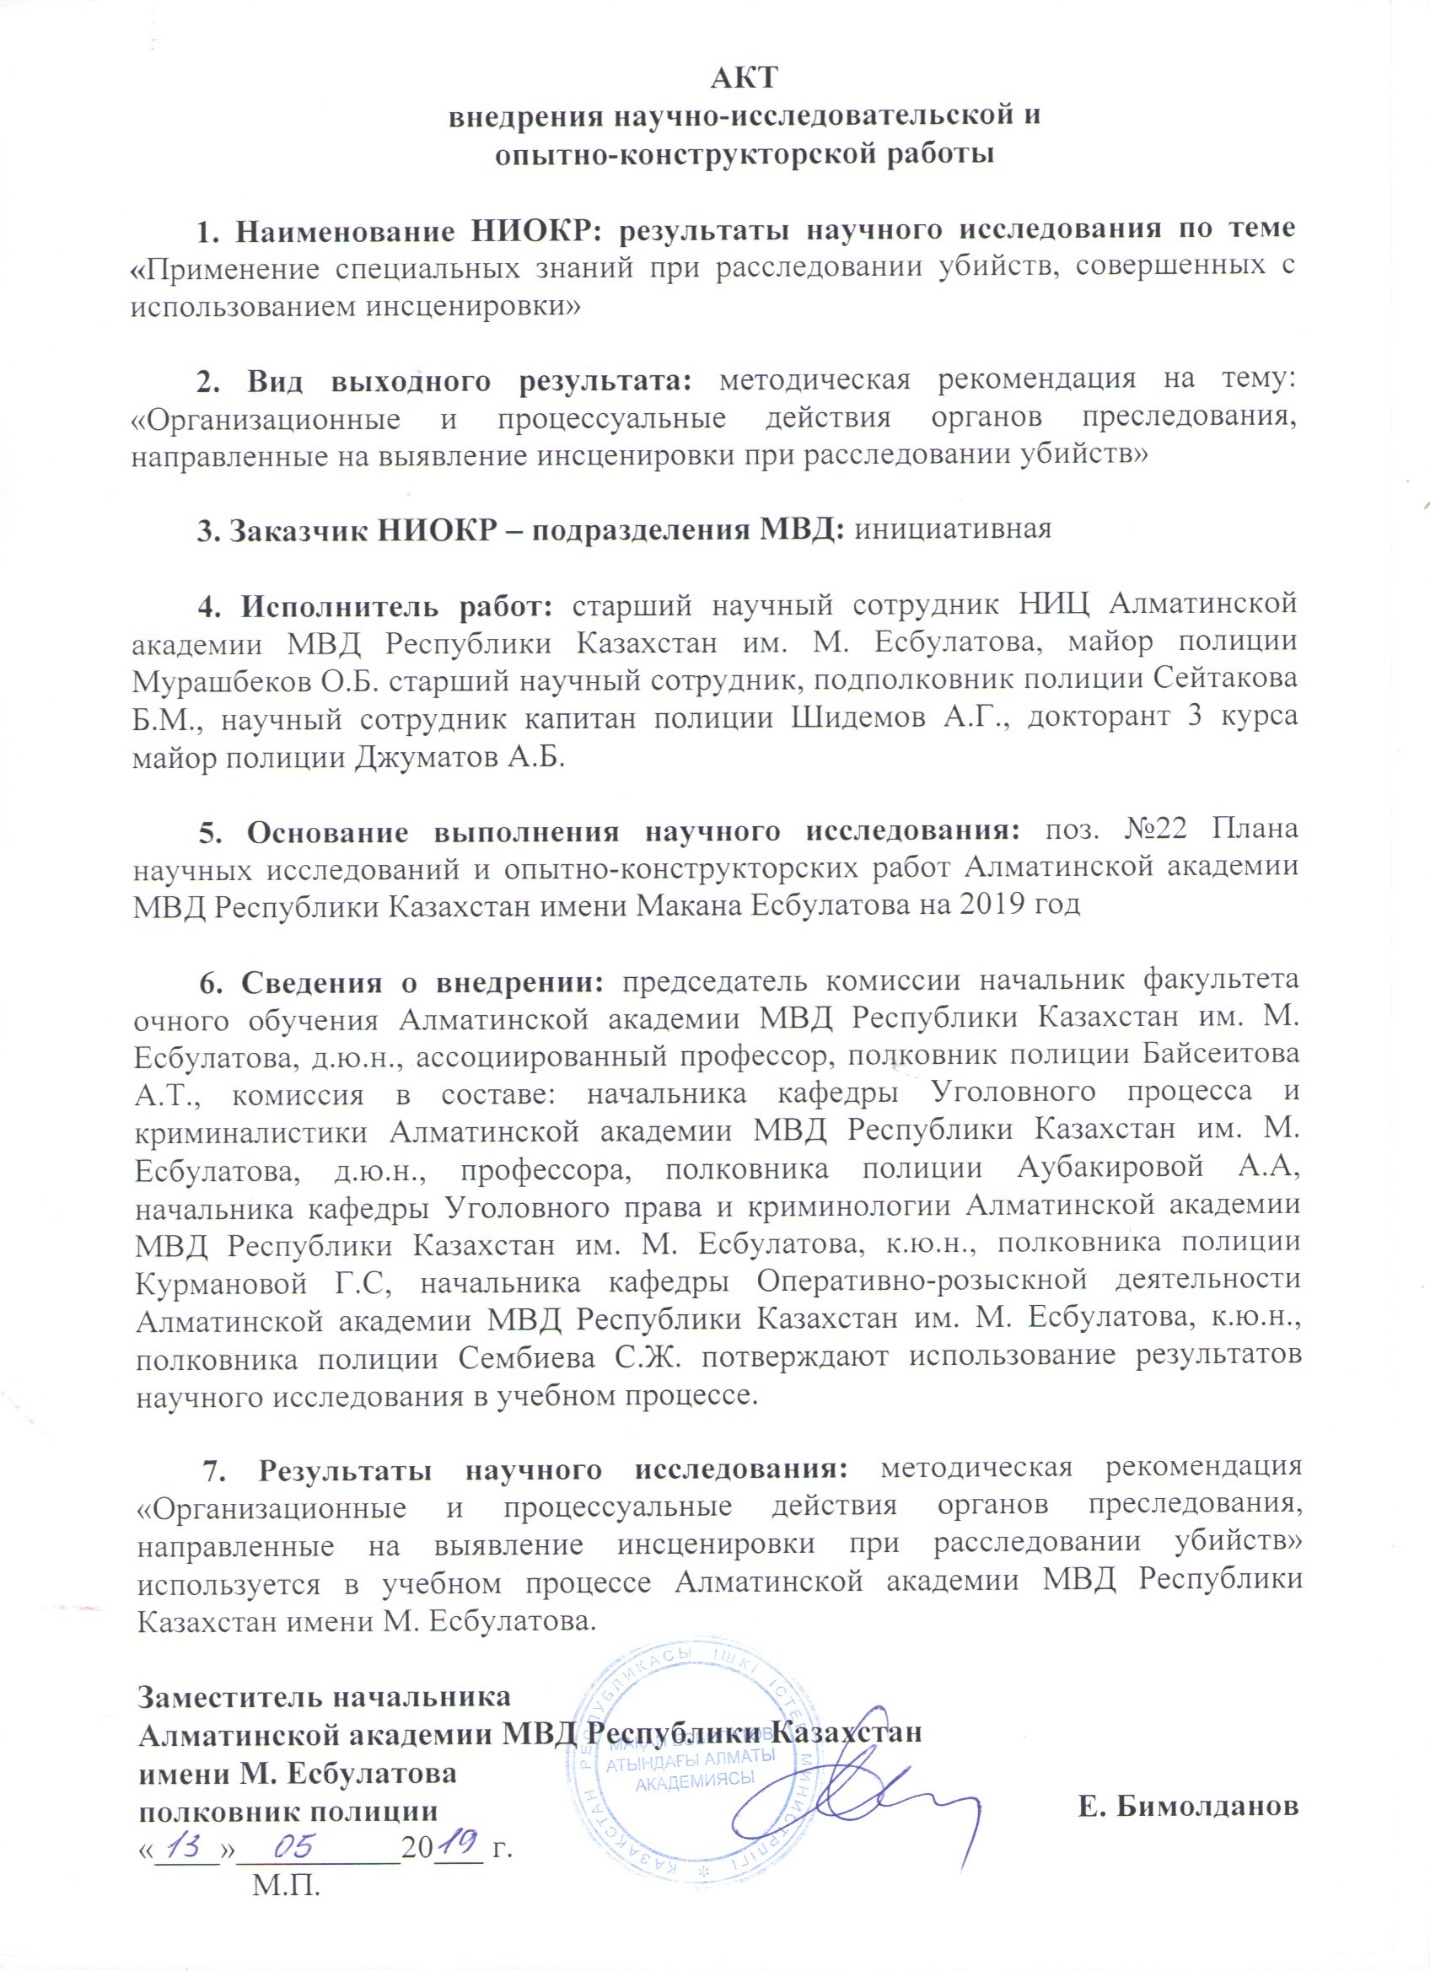 АКТ
внедрения научно-исследовательской и
опытно-конструкторской работы
1. Наименование НИОКР: результаты научного исследования по теме
«Применение специальных знаний при расследовании убийств, совершенных с
использованием инсценировки»
2. Вид выходного результата: методическая рекомендация на тему:
«Организационные и процессуальные действия органов преследования,
направленные на выявление инсценировки при расследовании убийств»
3. Заказчик НИОКР – подразделения МВД: инициативная
4. Исполнитель работ: старший научный сотрудник НИЦ Алматинской
академии МВД Республики Казахстан им. М. Есбулатова, майор полиции
Мурашбеков О.Б. старший научный сотрудник, подполковник полиции Сейтакова
Б.М., научный сотрудник капитан полиции Шидемов А.Г., докторант 3 курса
майор полиции Джуматов А.Б.
5. Основание выполнения научного исследования: поз. №22 Плана
научных исследований и опытно-конструкторских работ Алматинской академии
МВД Республики Казахстан имени Макана Есбулатова на 2019 год
6. Сведения о внедрении: председатель комиссии начальник факультета
очного обучения Алматинской академии МВД Республики Казахстан им. М.
Есбулатова, д.ю.н., ассоциированный профессор, полковник полиции Байсеитова
А.Т., комиссия в составе: начальника кафедры Уголовного процесса и
криминалистики Алматинской академии МВД Республики Казахстан им. М.
Есбулатова, д.ю.н., профессора, полковника полиции Аубакировой А.А,
начальника кафедры Уголовного права и криминологии Алматинской академии
МВД Республики Казахстан им. М. Есбулатова, к.ю.н., полковника полиции
Курмановой Г.С, начальника кафедры Оперативно-розыскной деятельности
Алматинской академии МВД Республики Казахстан им. М. Есбулатова, к.ю.н.,
полковника полиции Сембиева С.Ж. потверждают использование результатов
научного исследования в учебном процессе.
7. Результаты научного исследования: методическая рекомендация
«Организационные и процессуальные действия органов преследования,
направленные на выявление инсценировки при расследовании убийств»
используется в учебном процессе Алматинской академии МВД Республики
Казахстан имени М. Есбулатова.
Заместитель начальника
Алматинской академии МВД Республики Казахстан
имени М. Есбулатова
полковник полиции Е. Бимолданов
«13» 05 2019 г.
М.П.
ҚАЗАҚСТАН РЕСПУБЛИКАСЫ ІШКІ ІСТЕР МИНИСТРЛІГІ
АТЫНДАҒЫ АЛМАТЫ
АКАДЕМИЯСЫ